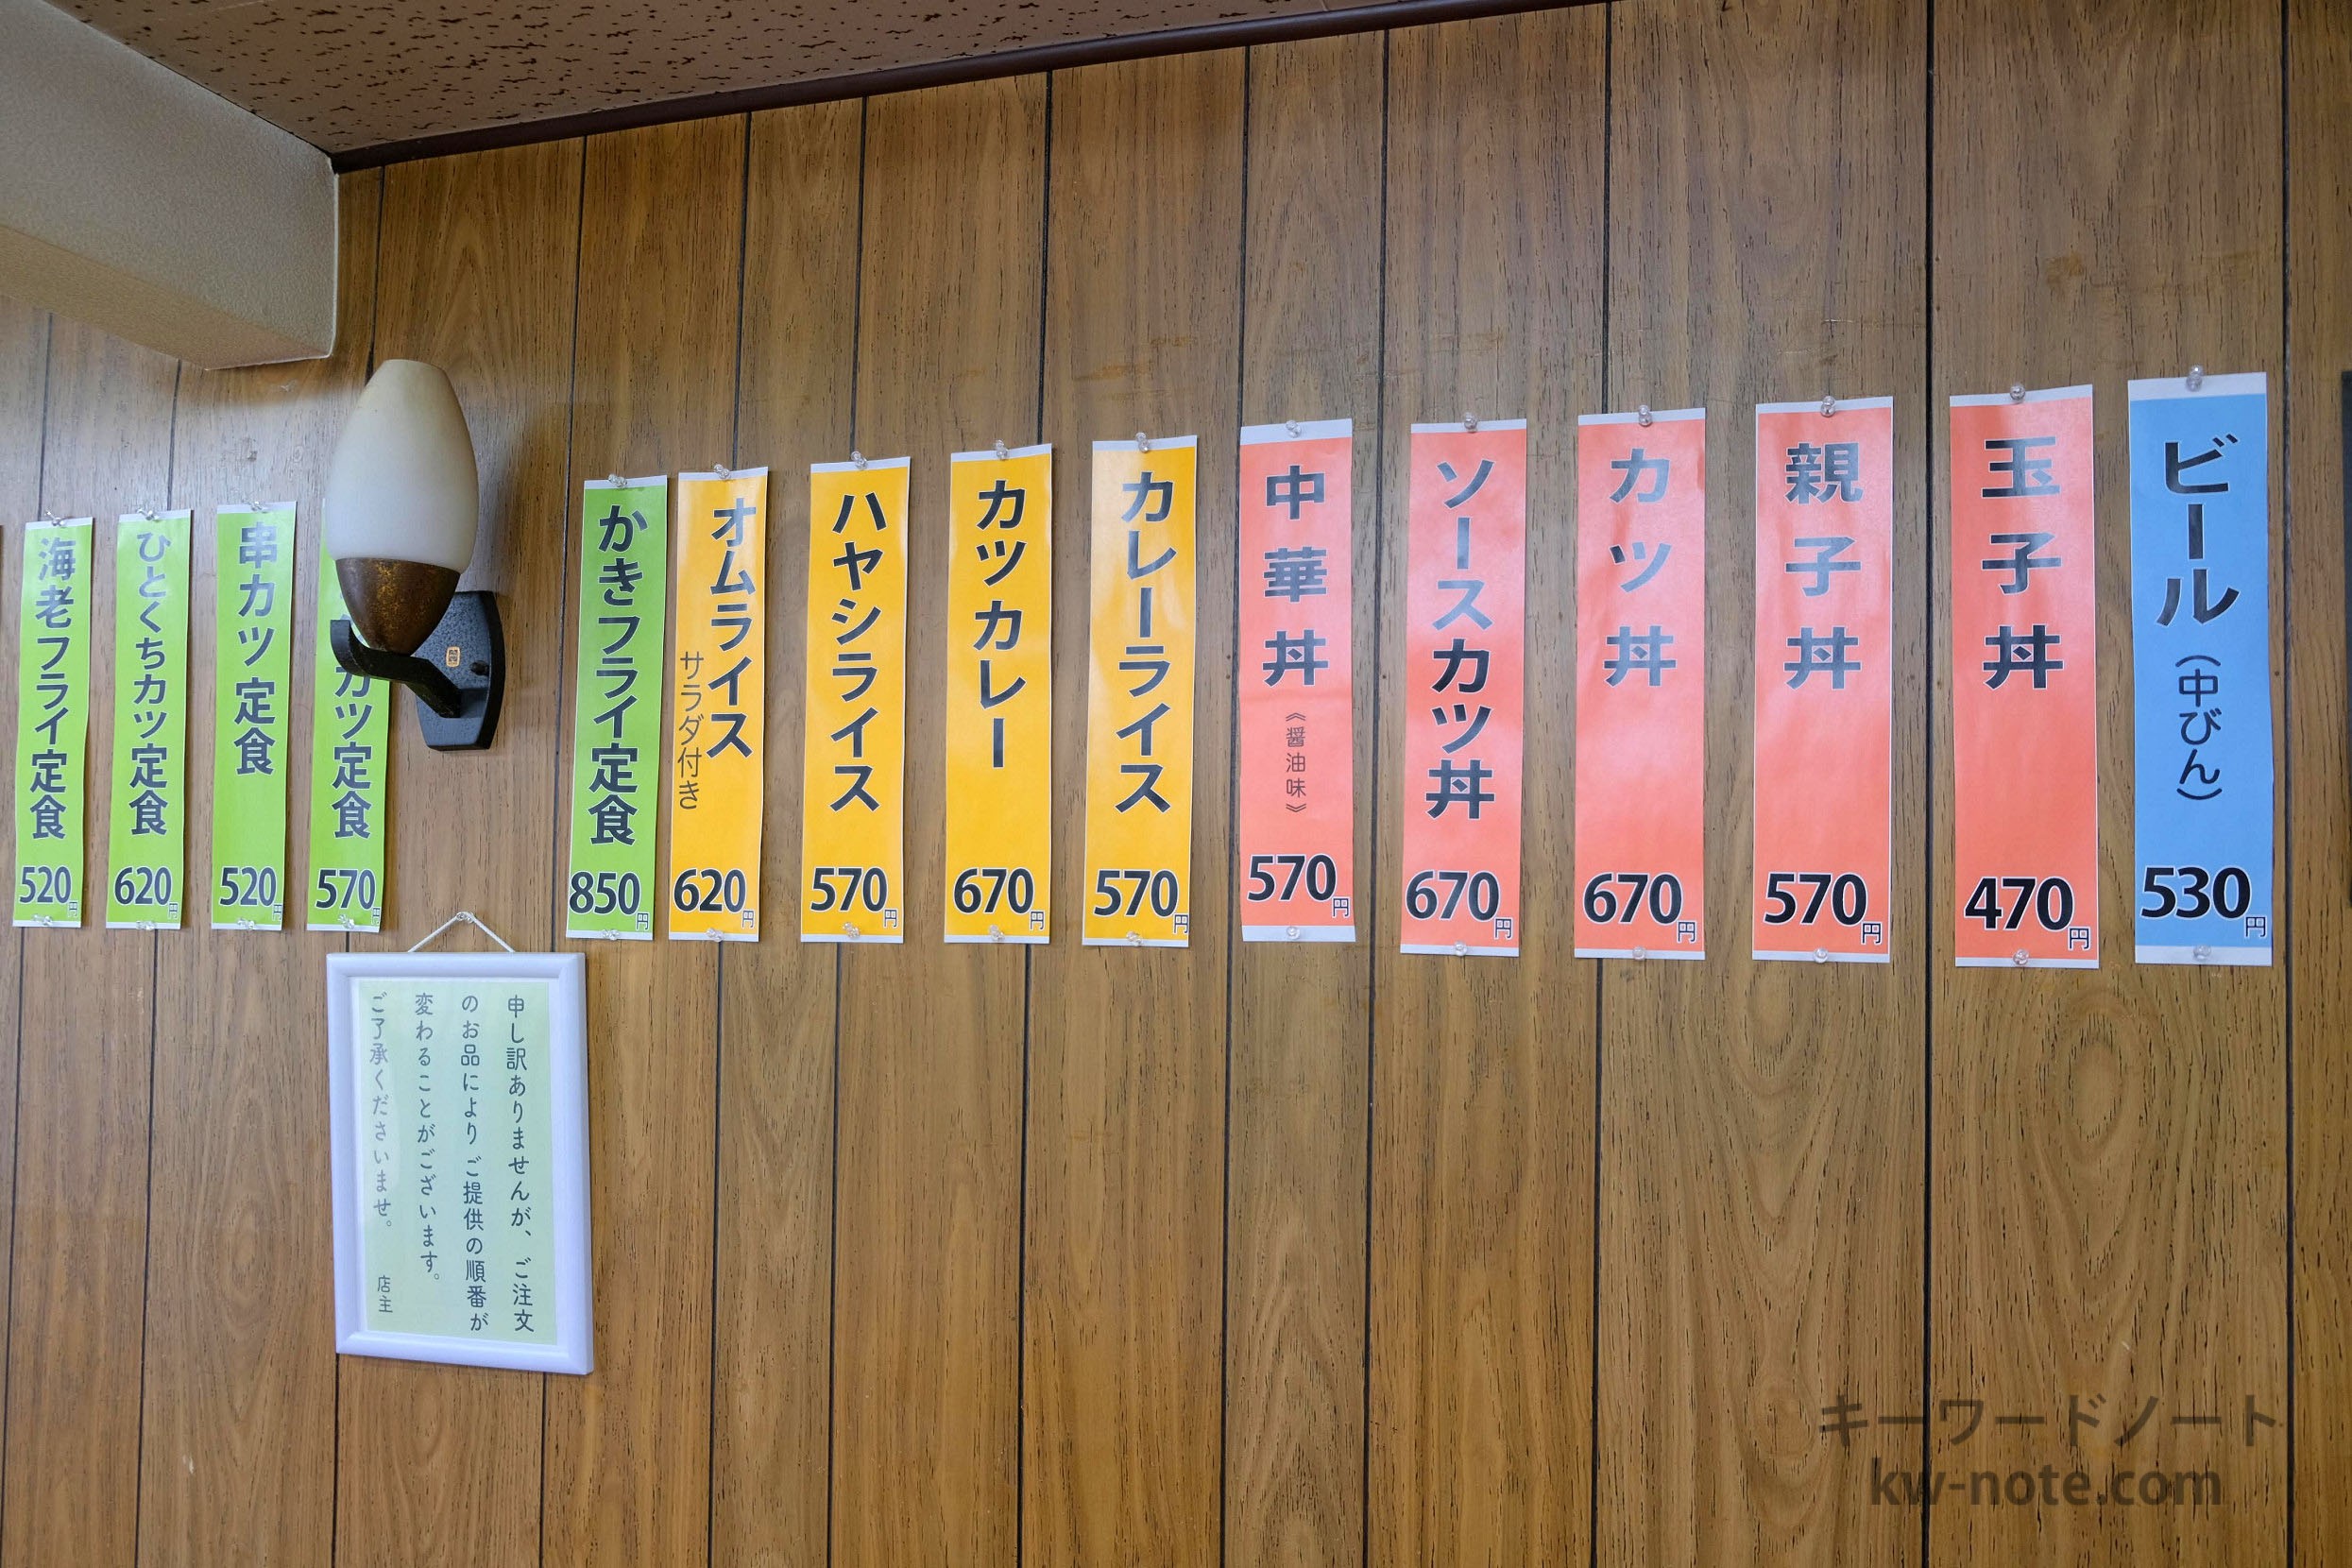 ビール(中びん)
530円
玉子丼
470円
親子丼
570円
カツ丼
670円
ソースカツ丼
670円
中華丼
《醤油味》
570円
カレーライス
570円
カツカレー
670円
ハヤシライス
570円
オムライス
サラダ付き
620円
かきフライ定食
850円
カツ定食
570円
串カツ定食
520円
ひとくちカツ定食
620円
海老フライ定食
520円
申し訳ありませんが、ご注文
のお品によりご提供の順番が
変わることがございます。
ご了承くださいませ。 店主
キーワードノート
kw-note.com